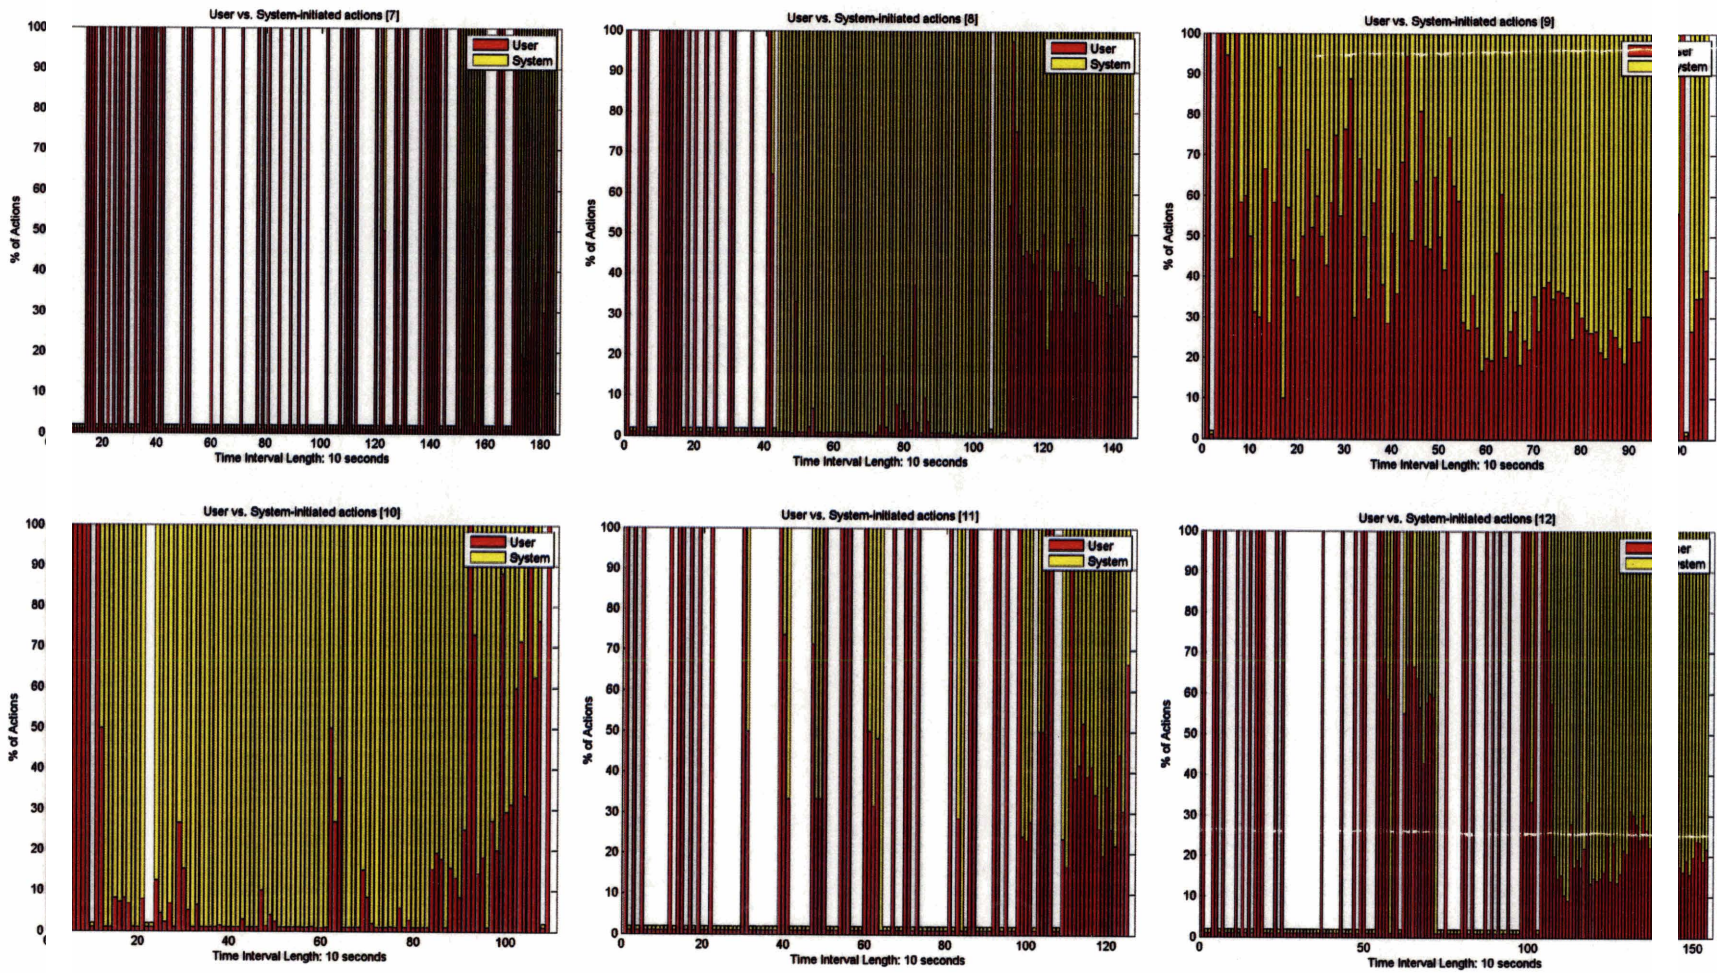 User vs. System-initiated actions [7]
100
90
80
70
60
50
40
30
20
10
0
% of Actions
User
System
20 40 60 80 100 120 140 160 180
Time Interval Length: 10 seconds
User vs. System-initiated actions [8]
100
90
80
70
60
50
40
30
20
10
0
% of Actions
User
System
0 20 40 60 80 100 120 140
Time Interval Length: 10 seconds
User vs. System-initiated actions [9]
100
90
80
70
60
50
40
30
20
10
0
% of Actions
ser
ystem
0 10 20 30 40 50 60 70 80 90 00
Time Interval Length: 10 seconds
User vs. System-initiated actions [10]
100
90
80
70
60
50
40
30
20
10
0
% of Actions
User
System
20 40 60 80 100
Time Interval Length: 10 seconds
User vs. System-initiated actions [11]
100
90
80
70
60
50
40
30
20
10
0
% of Actions
User
System
0 20 40 60 80 100 120
Time Interval Length: 10 seconds
User vs. System-initiated actions [12]
100
90
80
70
60
50
40
30
20
10
0
% of Actions
ser
ystem
0 50 100 150
Time Interval Length: 10 seconds